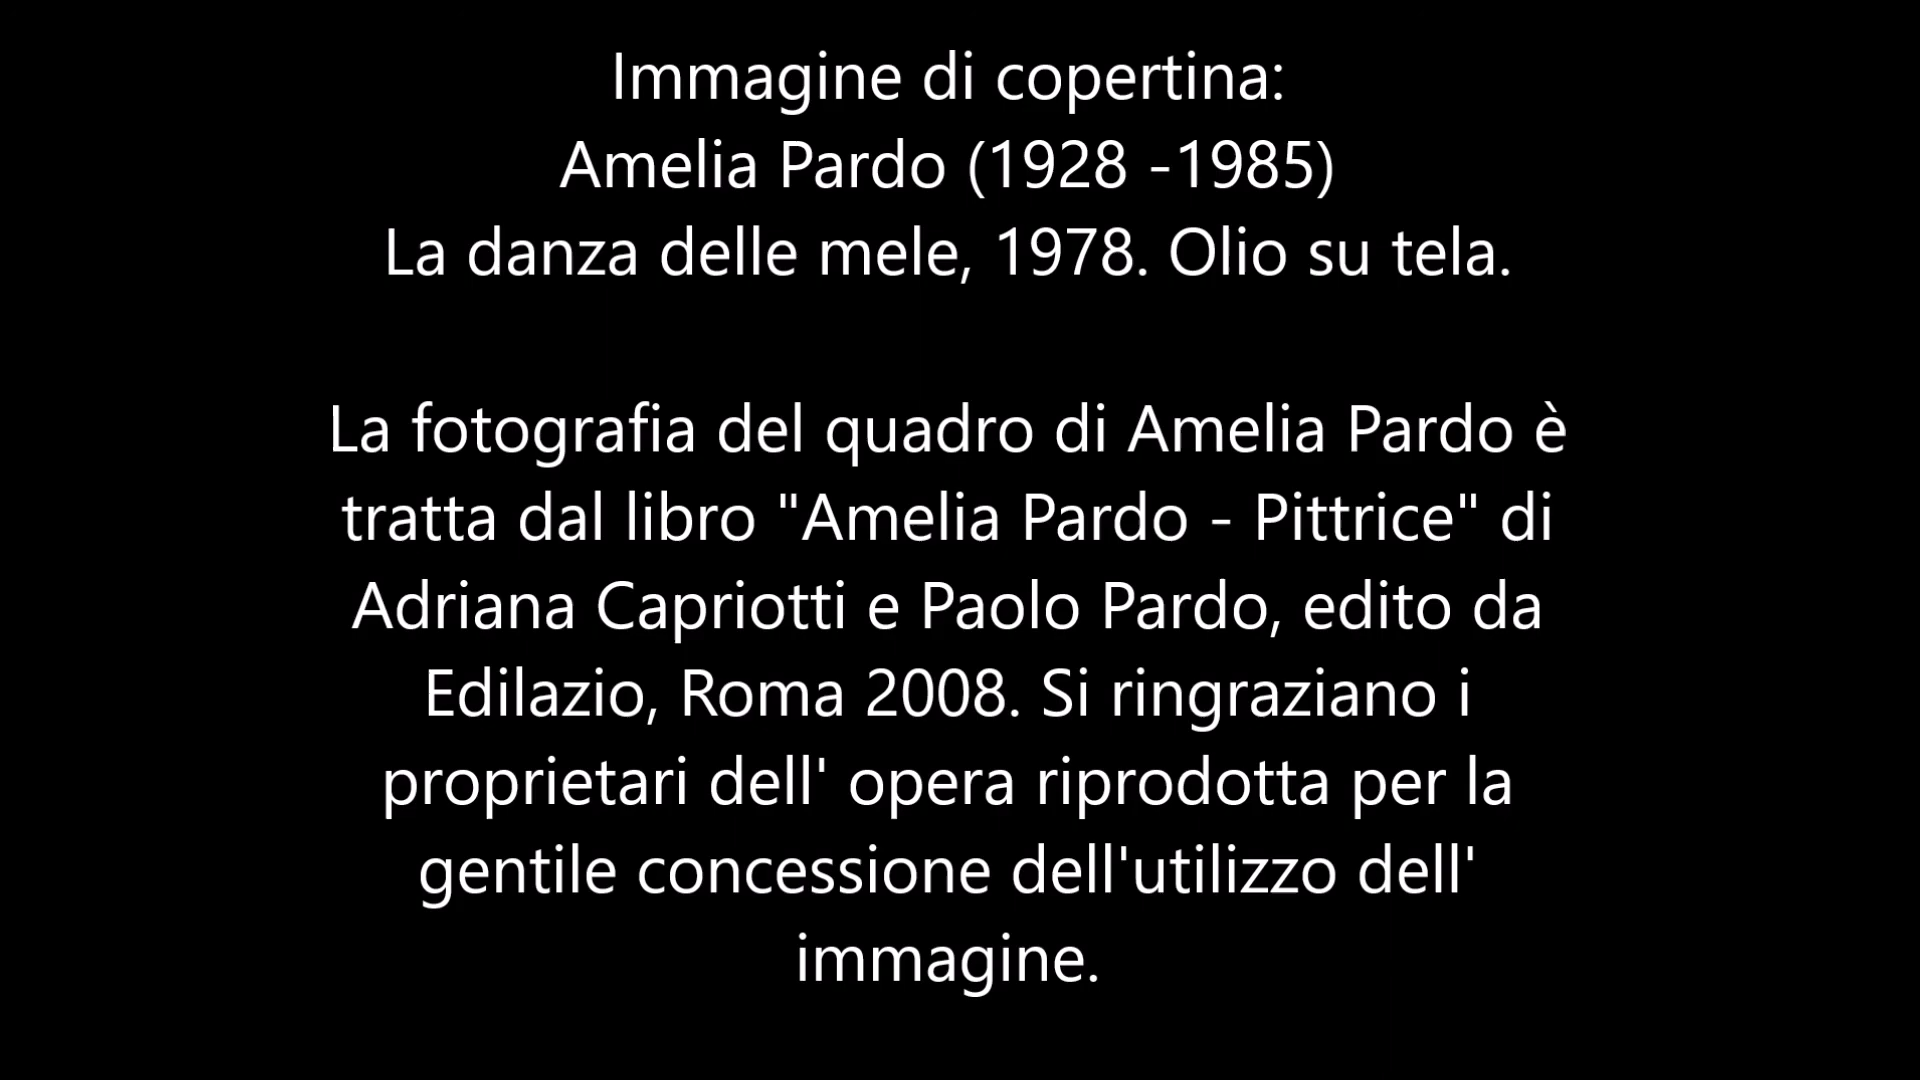 Immagine di copertina:
Amelia Pardo (1928 -1985)
La danza delle mele, 1978. Olio su tela.
La fotografia del quadro di Amelia Pardo è
tratta dal libro "Amelia Pardo - Pittrice" di
Adriana Capriotti e Paolo Pardo, edito da
Edilazio, Roma 2008. Si ringraziano i
proprietari dell' opera riprodotta per la
gentile concessione dell'utilizzo dell'
immagine.